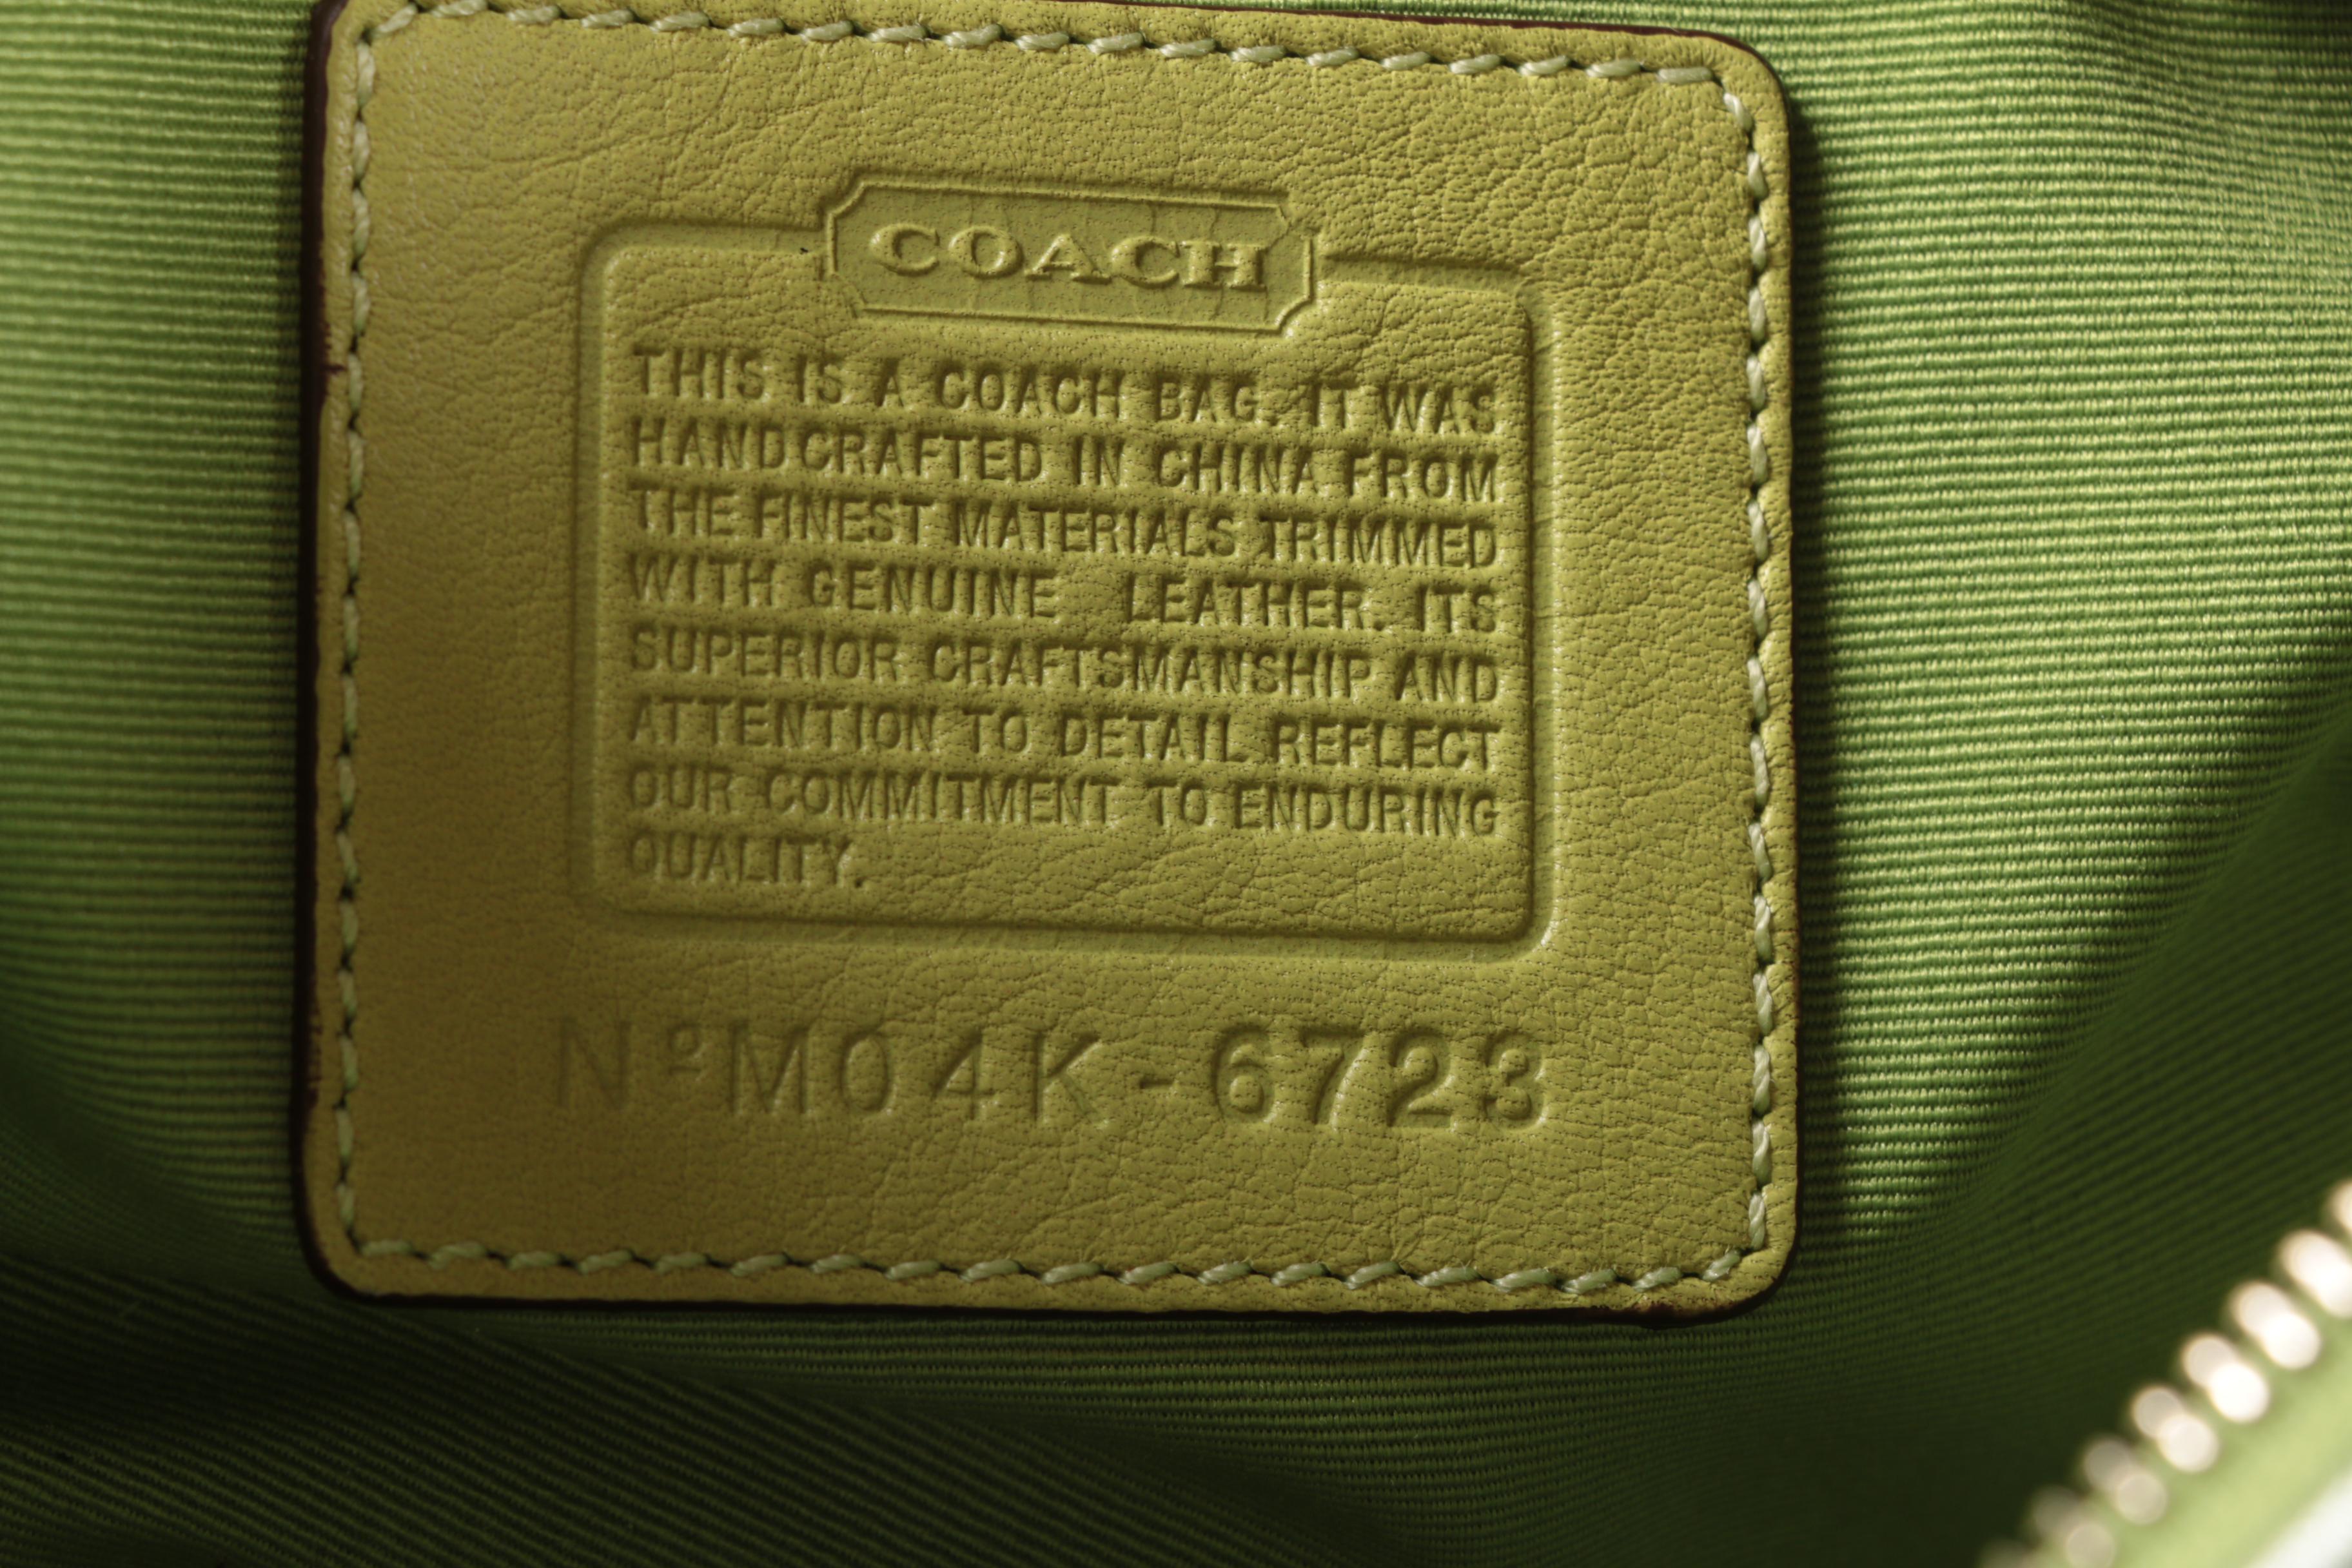 COACH
THIS IS A COACH BAG. IT WAS
HANDCRAFTED IN CHINA FROM
THE FINEST MATERIALS TRIMMED
WITH GENUINE LEATHER. ITS
SUPERIOR CRAFTSMANSHIP AND
ATTENTION TO DETAIL REFLECT
OUR COMMITMENT TO ENDURING
QUALITY.
Nº M04K-6723